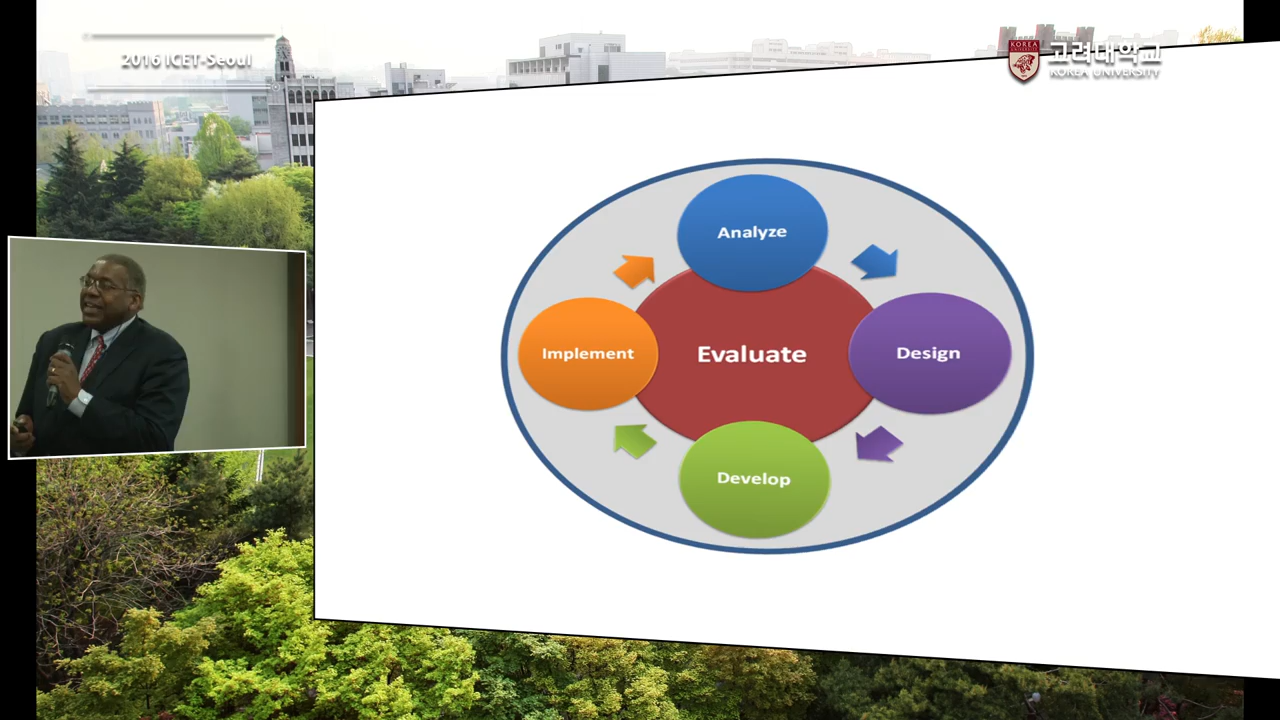 2016 ICET-Seoul
KOREA
고려대학교
KOREA UNIVERSITY
Analyze
Implement
Evaluate
Design
Develop